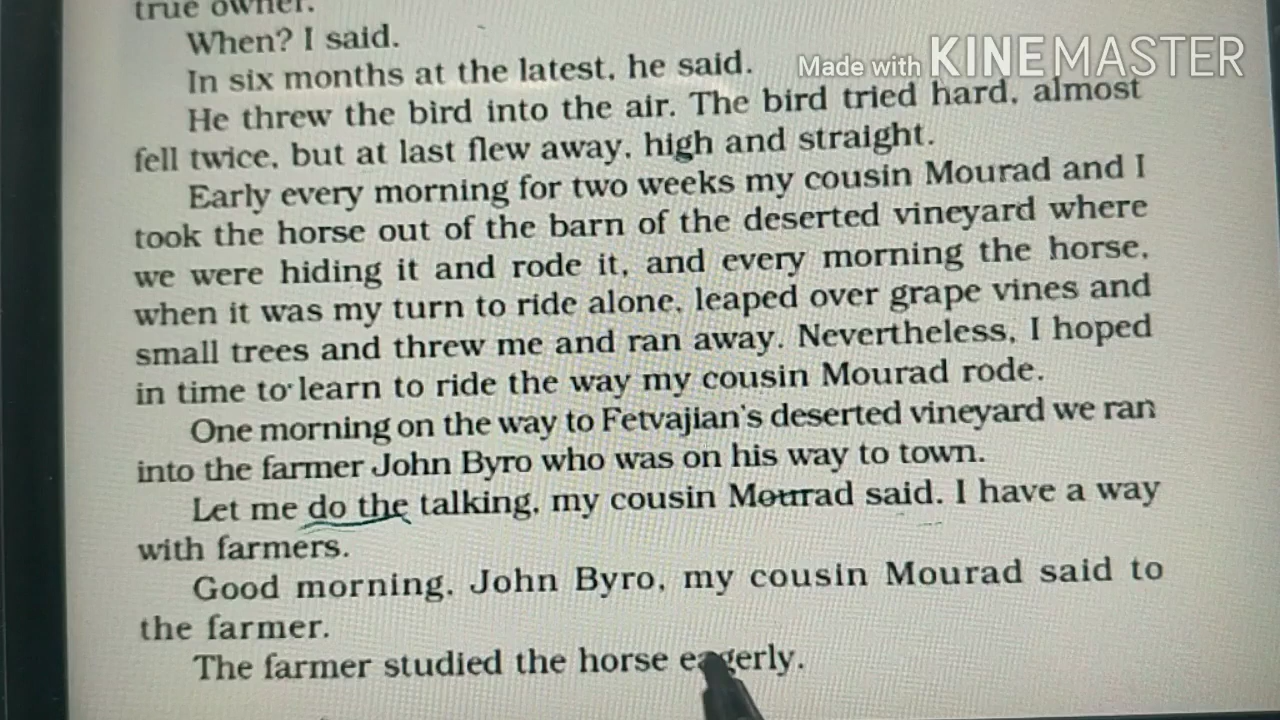 true owner.
When? I said.
In six months at the latest, he said.
Made with KINEMASTER
He threw the bird into the air. The bird tried hard, almost
fell twice, but at last flew away, high and straight.
Early every morning for two weeks my cousin Mourad and I
took the horse out of the barn of the deserted vineyard where
we were hiding it and rode it, and every morning the horse,
when it was my turn to ride alone, leaped over grape vines and
small trees and threw me and ran away. Nevertheless, I hoped
in time to learn to ride the way my cousin Mourad rode.
One morning on the way to Fetvajian's deserted vineyard we ran
into the farmer John Byro who was on his way to town.
Let me do the talking, my cousin Mourad said. I have a way
with farmers.
Good morning, John Byro, my cousin Mourad said to
the farmer.
The farmer studied the horse eagerly.